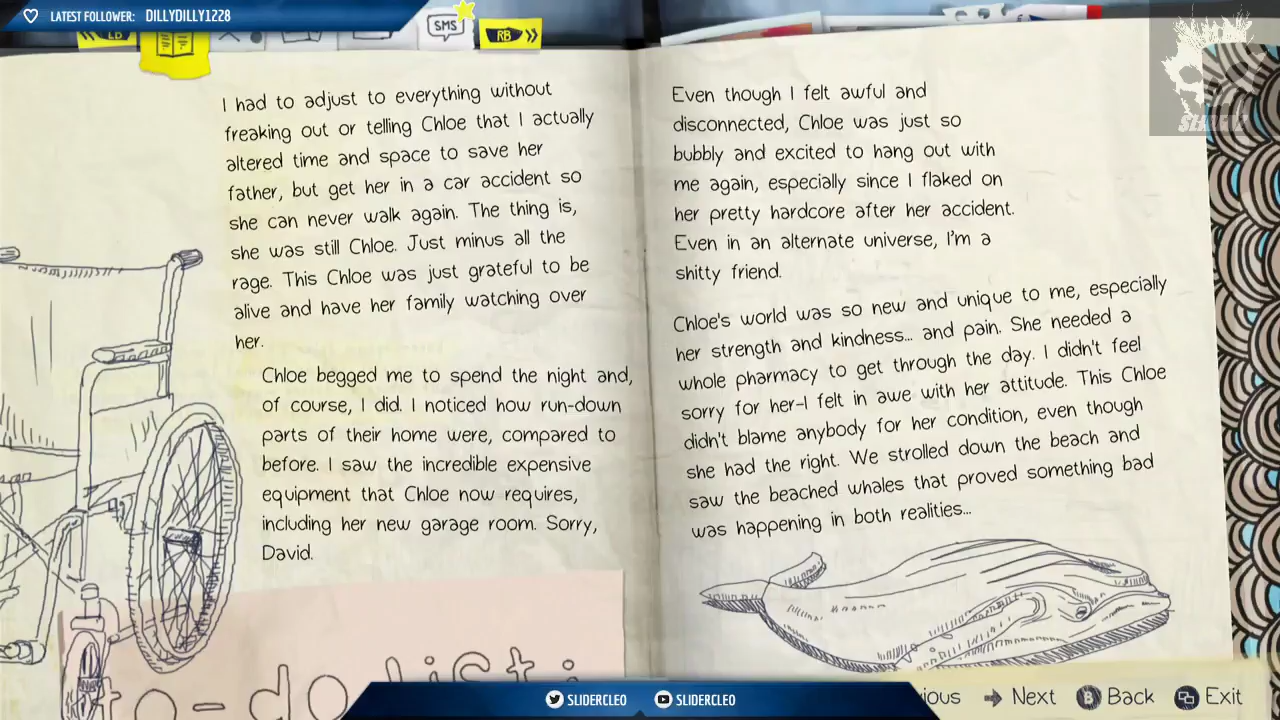 LATEST FOLLOWER: DILLYDILLY1228
LB
SMS
RB
I had to adjust to everything without
freaking out or telling Chloe that I actually
altered time and space to save her
father, but get her in a car accident so
she can never walk again. The thing is,
she was still Chloe. Just minus all the
rage. This Chloe was just grateful to be
alive and have her family watching over
her.
Chloe begged me to spend the night and,
of course, I did. I noticed how run-down
parts of their home were, compared to
before. I saw the incredible expensive
equipment that Chloe now requires,
including her new garage room. Sorry,
David.
to-do list:
Even though I felt awful and
disconnected, Chloe was just so
bubbly and excited to hang out with
me again, especially since I flaked on
her pretty hardcore after her accident.
Even in an alternate universe, I'm a
shitty friend.
Chloe's world was so new and unique to me, especially
her strength and kindness... and pain. She needed a
whole pharmacy to get through the day. I didn't feel
sorry for her-I felt in awe with her attitude. This Chloe
didn't blame anybody for her condition, even though
she had the right. We strolled down the beach and
saw the beached whales that proved something bad
was happening in both realities...
SLIDERCLEO SLIDERCLEO
ious Next B Back Exit